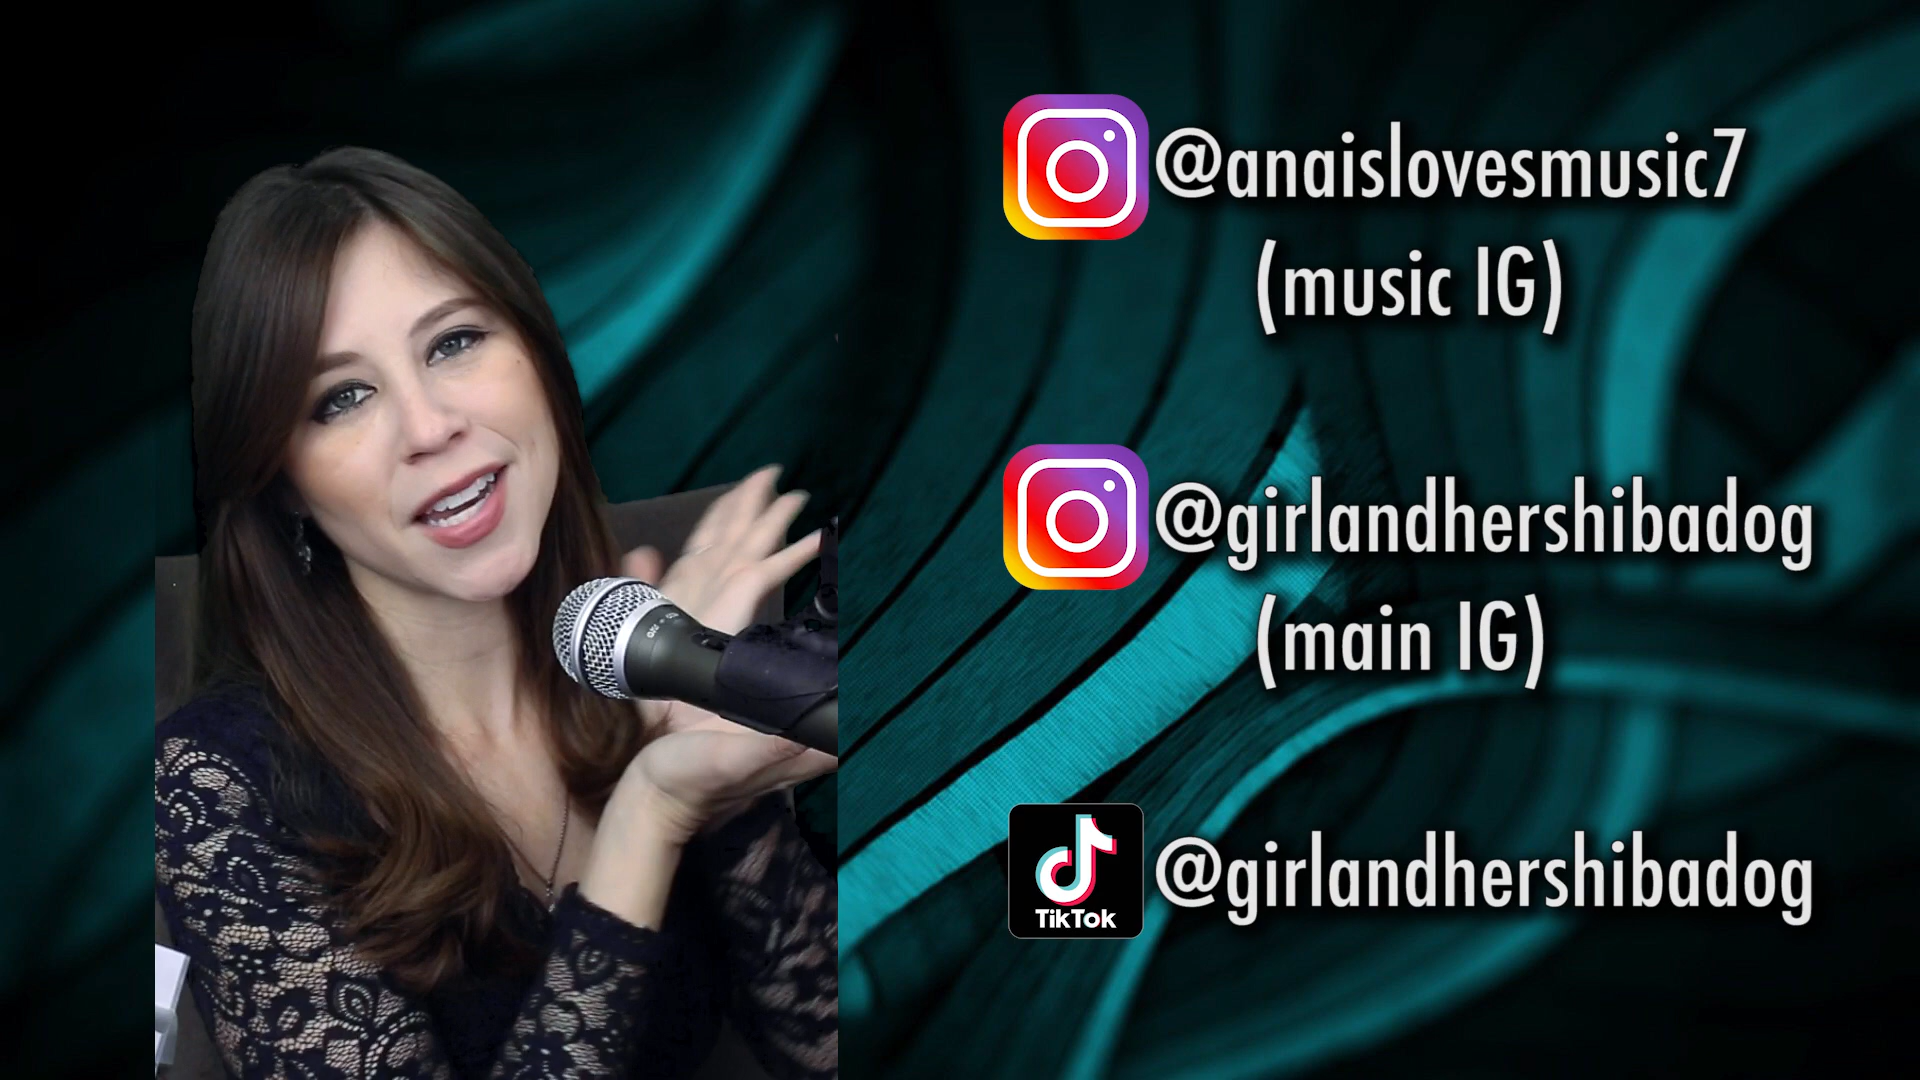 @anaislovesmusic7
(music IG)
@girlandhershibadog
(main IG)
TikTok
@girlandhershibadog